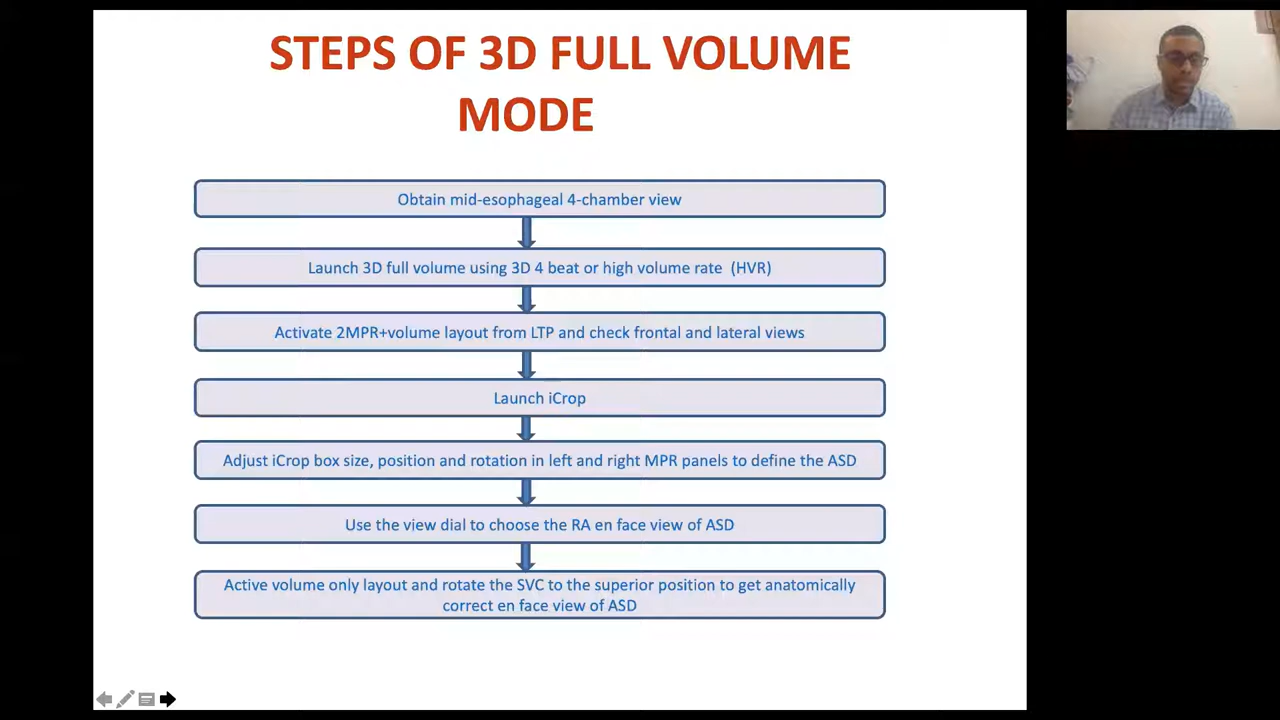 STEPS OF 3D FULL VOLUME
MODE
Obtain mid-esophageal 4-chamber view
Launch 3D full volume using 3D 4 beat or high volume rate (HVR)
Activate 2MPR+volume layout from LTP and check frontal and lateral views
Launch iCrop
Adjust iCrop box size, position and rotation in left and right MPR panels to define the ASD
Use the view dial to choose the RA en face view of ASD
Active volume only layout and rotate the SVC to the superior position to get anatomically
correct en face view of ASD